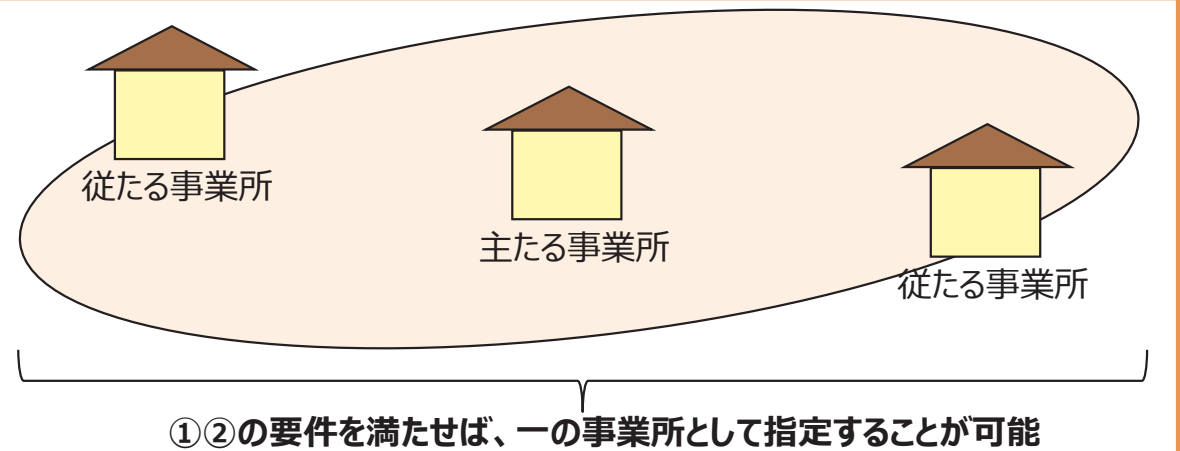 従たる事業所
主たる事業所
従たる事業所
①②の要件を満たせば、一の事業所として指定することが可能